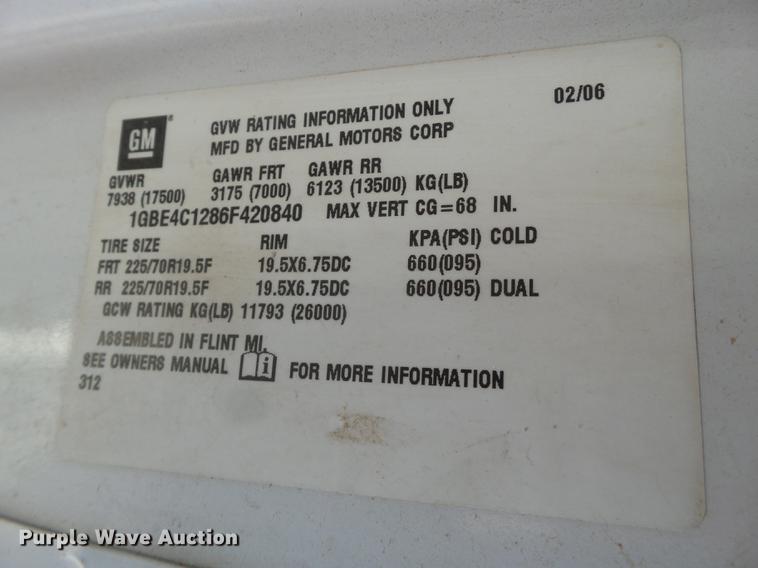 GM
GVW RATING INFORMATION ONLY 02/06
MFD BY GENERAL MOTORS CORP
GVWR GAWR FRT GAWR RR
7938 (17500) 3175 (7000) 6123 (13500) KG(LB)
1GBE4C1286F420840 MAX VERT CG=68 IN.
TIRE SIZE RIM KPA(PSI) COLD
FRT 225/70R19.5F 19.5X6.75DC 660(095)
RR 225/70R19.5F 19.5X6.75DC 660(095) DUAL
GCW RATING KG(LB) 11793 (26000)
ASSEMBLED IN FLINT MI.
SEE OWNERS MANUAL i FOR MORE INFORMATION
312
Purple Wave Auction